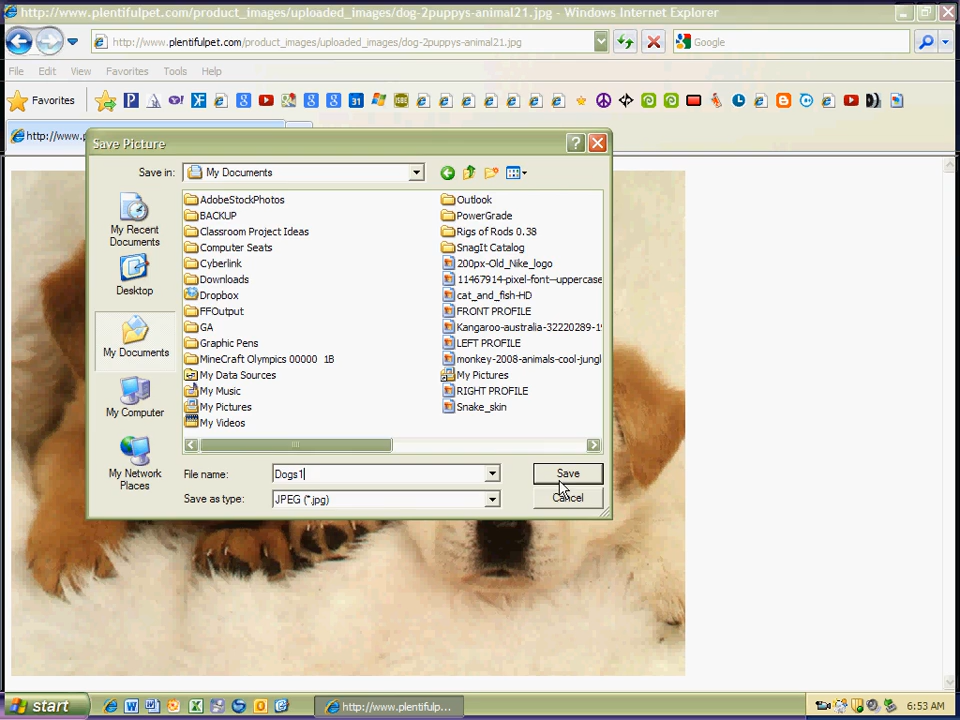 http://www.plentifulpet.com/product_images/uploaded_images/dog-2puppys-animal21.jpg - Windows Internet Explorer
http://www.plentifulpet.com/product_images/uploaded_images/dog-2puppys-animal21.jpg
Google
File Edit View Favorites Tools Help
Favorites
http://www.p
Save Picture
Save in: My Documents
My Recent Documents
Desktop
My Documents
My Computer
My Network Places
AdobeStockPhotos
BACKUP
Classroom Project Ideas
Computer Seats
Cyberlink
Downloads
Dropbox
FFOutput
GA
Graphic Pens
MineCraft Olympics 00000 1B
My Data Sources
My Music
My Pictures
My Videos
Outlook
PowerGrade
Rigs of Rods 0.38
SnagIt Catalog
200px-Old_Nike_logo
11467914-pixel-font--uppercase
cat_and_fish-HD
FRONT PROFILE
Kangaroo-australia-32220289-1
LEFT PROFILE
monkey-2008-animals-cool-jungl
My Pictures
RIGHT PROFILE
Snake_skin
File name: Dogs1
Save
Save as type: JPEG (*.jpg)
Cancel
start
http://www.plentifulp...
6:53 AM